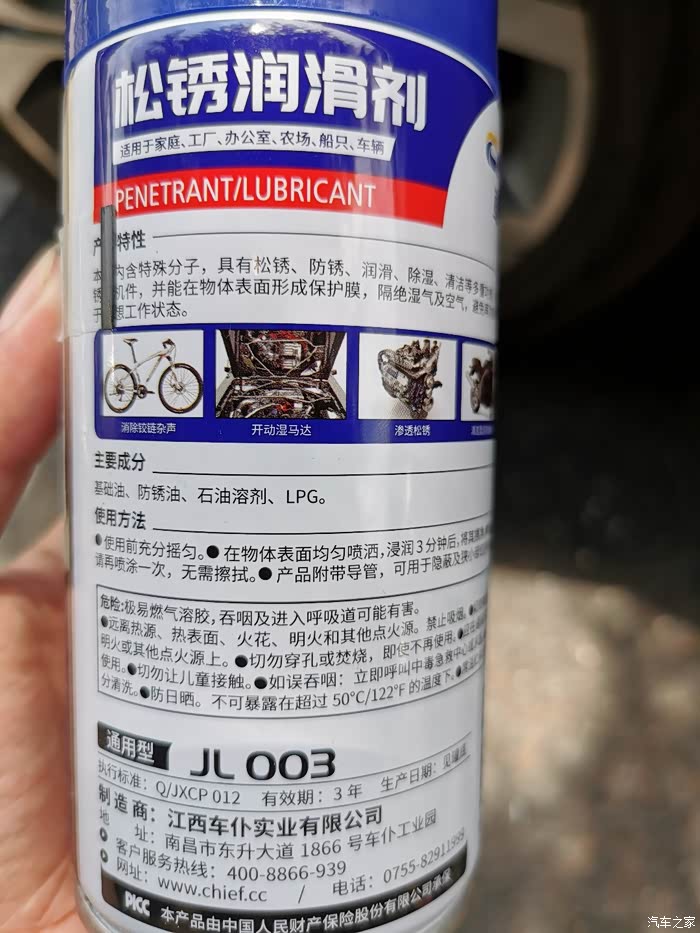 松锈润滑剂
适用于家庭、工厂、办公室、农场、船只、车辆
PENETRANT/LUBRICANT
特性
内含特殊分子，具有松锈、防锈、润滑、除湿、清洁等多
机件，并能在物体表面形成保护膜，隔绝湿气及空气，避免
想工作状态。
消除铰链杂声 开动湿马达 渗透松锈
主要成分
基础油、防锈油、石油溶剂、LPG。
使用方法
●使用前充分摇匀。●在物体表面均匀喷洒，浸润3分钟后，将其
请再喷涂一次，无需擦拭。●产品附带导管，可用于隐蔽及狭小
危险:极易燃气溶胶，吞咽及进入呼吸道可能有害。
●远离热源、热表面、火花、明火和其他点火源。禁止吸烟。
明火或其他点火源上。●切勿穿孔或焚烧，即使不再使用。
使用。●切勿让儿童接触。●如误吞咽：立即呼叫中毒急救中心
分清洗。●防日晒。不可暴露在超过50°C/122°F的温度下。
通用型 JL 003
执行标准：Q/JXCP 012 有效期：3年 生产日期：见罐底
制造商：江西车仆实业有限公司
地 址：南昌市东升大道1866号车仆工业园
客户服务热线：400-8866-939
网址：www.chief.cc / 电话：0755-82911999
PICC 本产品由中国人民财产保险股份有限公司承保
汽车之家